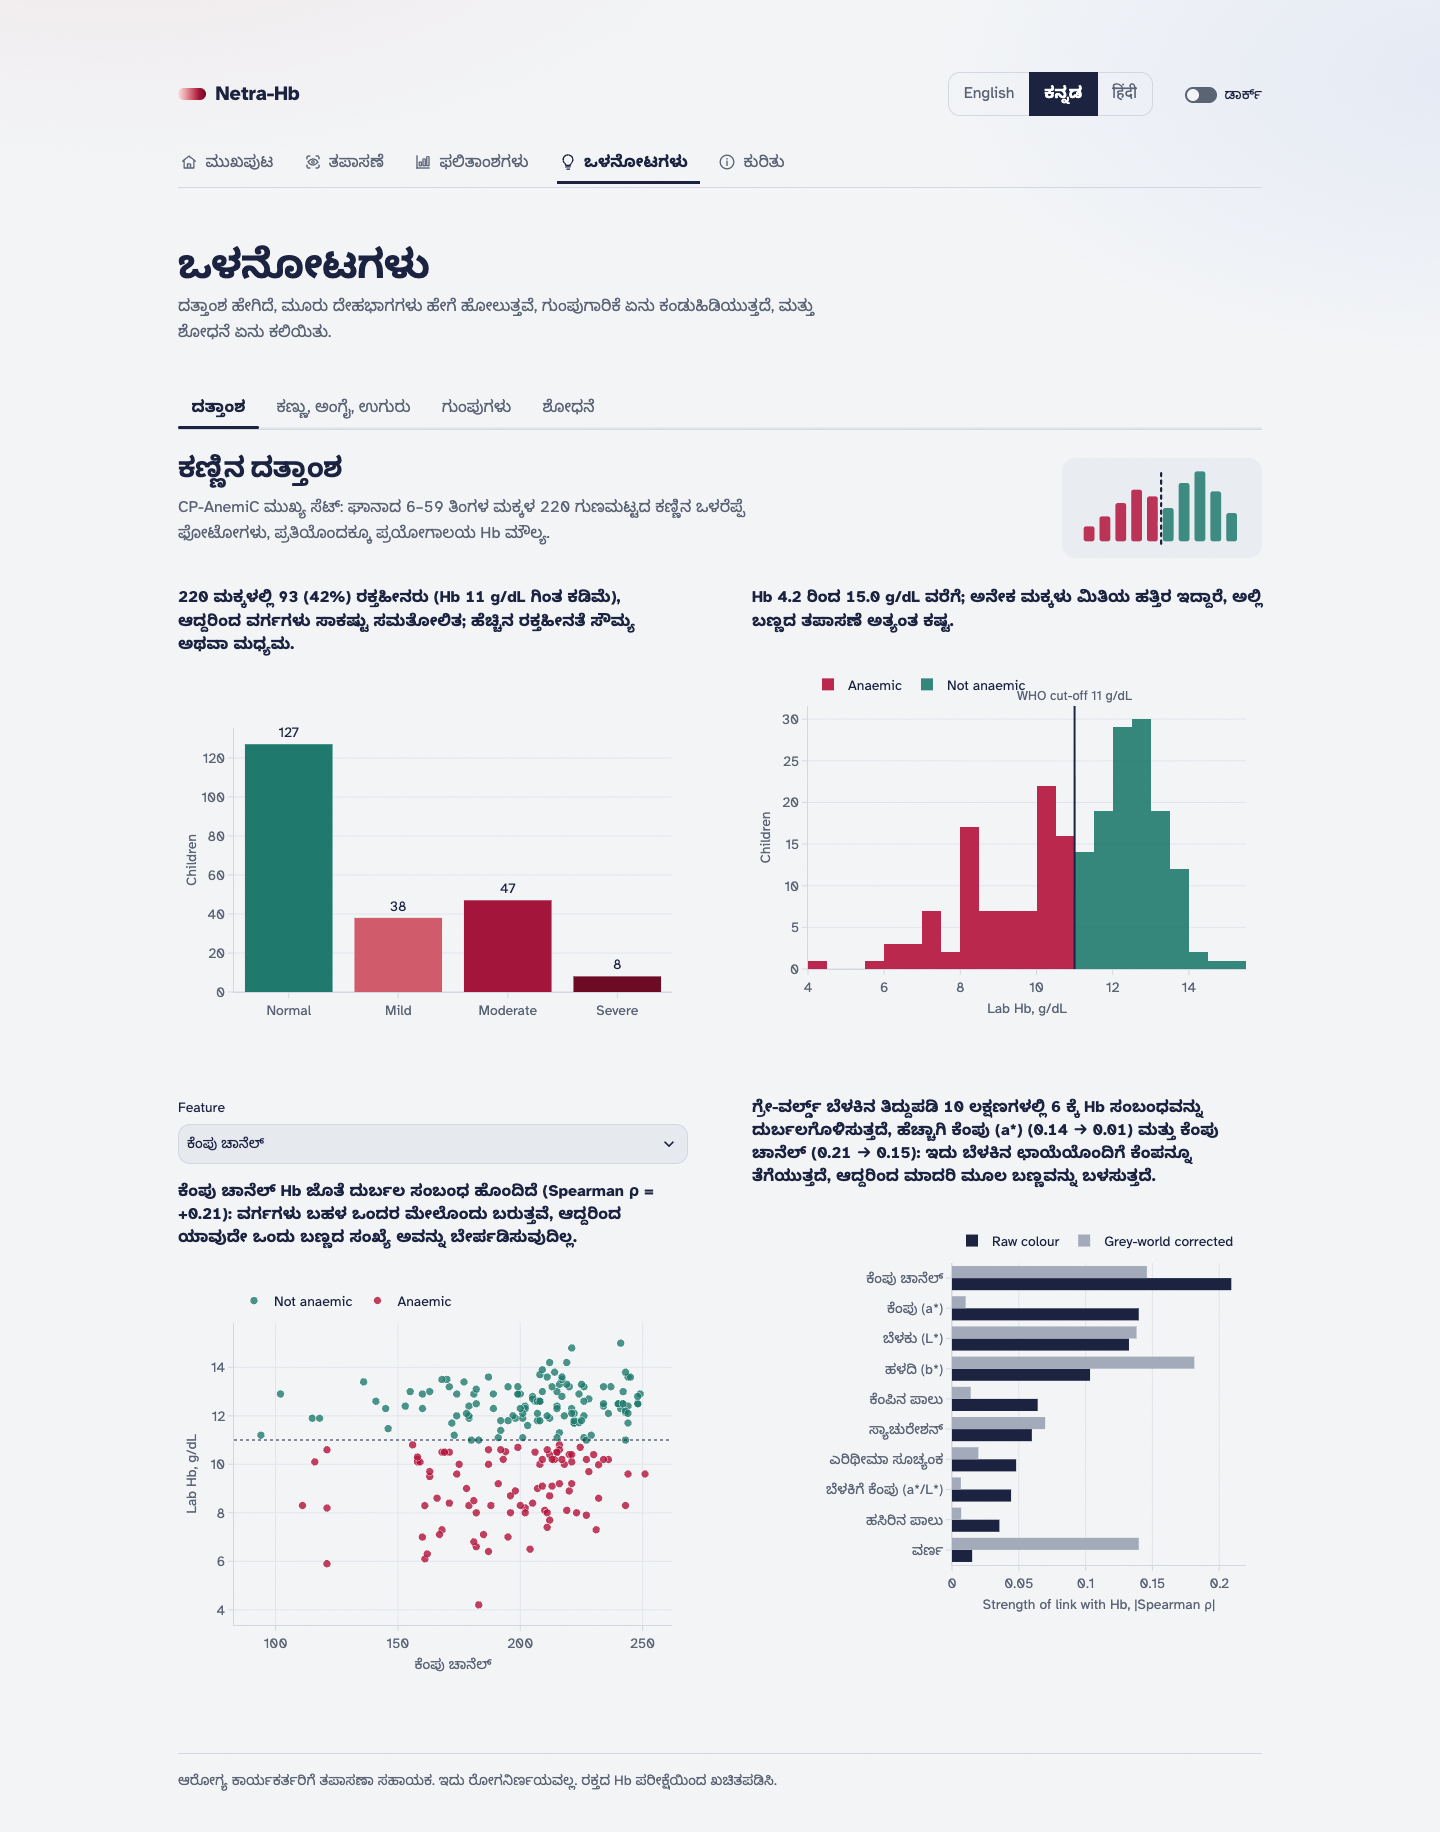 Netra-Hb
English
ಕನ್ನಡ
हिंदी
ಡಾರ್ಕ್
ಮುಖಪುಟ
ತಪಾಸಣೆ
ಫಲಿತಾಂಶಗಳು
ಒಳನೋಟಗಳು
ಕುರಿತು
ಒಳನೋಟಗಳು
ದತ್ತಾಂಶ ಹೇಗಿದೆ, ಮೂರು ದೇಹಭಾಗಗಳು ಹೇಗೆ ಹೋಲುತ್ತವೆ, ಗುಂಪುಗಾರಿಕೆ ಏನು ಕಂಡುಹಿಡಿಯುತ್ತದೆ, ಮತ್ತು
ಶೋಧನೆ ಏನು ಕಲಿಯಿತು.
ದತ್ತಾಂಶ
ಕಣ್ಣು, ಅಂಗೈ, ಉಗುರು
ಗುಂಪುಗಳು
ಶೋಧನೆ
ಕಣ್ಣಿನ ದತ್ತಾಂಶ
CP-AnemiC ಮುಖ್ಯ ಸೆಟ್: ಘಾನಾದ 6–59 ತಿಂಗಳ ಮಕ್ಕಳ 220 ಗುಣಮಟ್ಟದ ಕಣ್ಣಿನ ಒಳರೆಪ್ಪೆ
ಫೋಟೋಗಳು, ಪ್ರತಿಯೊಂದಕ್ಕೂ ಪ್ರಯೋಗಾಲಯ Hb ಮೌಲ್ಯ.
220 ಮಕ್ಕಳಲ್ಲಿ 93 (42%) ರಕ್ತಹೀನರು (Hb 11 g/dL ಗಿಂತ ಕಡಿಮೆ),
ಆದ್ದರಿಂದ ವರ್ಗಗಳು ಸಾಕಷ್ಟು ಸಮತೋಲಿತ; ಹೆಚ್ಚಿನ ರಕ್ತಹೀನತೆ ಸೌಮ್ಯ
ಅಥವಾ ಮಧ್ಯಮ.
127
38
47
8
120
100
80
60
40
20
0
Children
Normal
Mild
Moderate
Severe
Hb 4.2 ರಿಂದ 15.0 g/dL ವರೆಗೆ; ಅನೇಕ ಮಕ್ಕಳು ಮಿತಿಯ ಹತ್ತಿರ ಇದ್ದಾರೆ, ಅಲ್ಲಿ
ಬಣ್ಣದ ತಪಾಸಣೆ ಅತ್ಯಂತ ಕಷ್ಟ.
Anaemic
Not anaemic
WHO cut-off 11 g/dL
30
25
20
15
10
5
0
Children
4
6
8
10
12
14
Lab Hb, g/dL
Feature
ಕೆಂಪು ಚಾನೆಲ್
ಕೆಂಪು ಚಾನೆಲ್ Hb ಜೊತೆ ದುರ್ಬಲ ಸಂಬಂಧ ಹೊಂದಿದೆ (Spearman ρ =
+0.21): ವರ್ಗಗಳು ಬಹಳ ಒಂದರ ಮೇಲೊಂದು ಬರುತ್ತವೆ, ಆದ್ದರಿಂದ
ಯಾವುದೇ ಒಂದು ಬಣ್ಣದ ಸಂಖ್ಯೆ ಅವನ್ನು ಬೇರ್ಪಡಿಸುವುದಿಲ್ಲ.
Not anaemic
Anaemic
14
12
10
8
6
4
Lab Hb, g/dL
100
150
200
250
ಕೆಂಪು ಚಾನೆಲ್
ಗ್ರೇ-ವರ್ಲ್ಡ್ ಬೆಳಕಿನ ತಿದ್ದುಪಡಿ 10 ಲಕ್ಷಣಗಳಲ್ಲಿ 6 ಕ್ಕೆ Hb ಸಂಬಂಧವನ್ನು
ದುರ್ಬಲಗೊಳಿಸುತ್ತದೆ, ಹೆಚ್ಚಾಗಿ ಕೆಂಪು (a*) (0.14 → 0.01) ಮತ್ತು ಕೆಂಪು
ಚಾನೆಲ್ (0.21 → 0.15): ಇದು ಬೆಳಕಿನ ಛಾಯೆಯೊಂದಿಗೆ ಕೆಂಪನ್ನೂ
ತೆಗೆಯುತ್ತದೆ, ಆದ್ದರಿಂದ ಮಾದರಿ ಮೂಲ ಬಣ್ಣವನ್ನು ಬಳಸುತ್ತದೆ.
Raw colour
Grey-world corrected
ಕೆಂಪು ಚಾನೆಲ್
ಕೆಂಪು (a*)
ಬೆಳಕು (L*)
ಹಳದಿ (b*)
ಕೆಂಪಿನ ಪಾಲು
ಸ್ಯಾಚುರೇಶನ್
ಎರಿಥೀಮಾ ಸೂಚ್ಯಂಕ
ಬೆಳಕಿಗೆ ಕೆಂಪು (a*/L*)
ಹಸಿರಿನ ಪಾಲು
ವರ್ಣ
0
0.05
0.1
0.15
0.2
Strength of link with Hb, |Spearman ρ|
ಆರೋಗ್ಯ ಕಾರ್ಯಕರ್ತರಿಗೆ ತಪಾಸಣಾ ಸಹಾಯಕ. ಇದು ರೋಗನಿರ್ಣಯವಲ್ಲ. ರಕ್ತದ Hb ಪರೀಕ್ಷೆಯಿಂದ ಖಚಿತಪಡಿಸಿ.